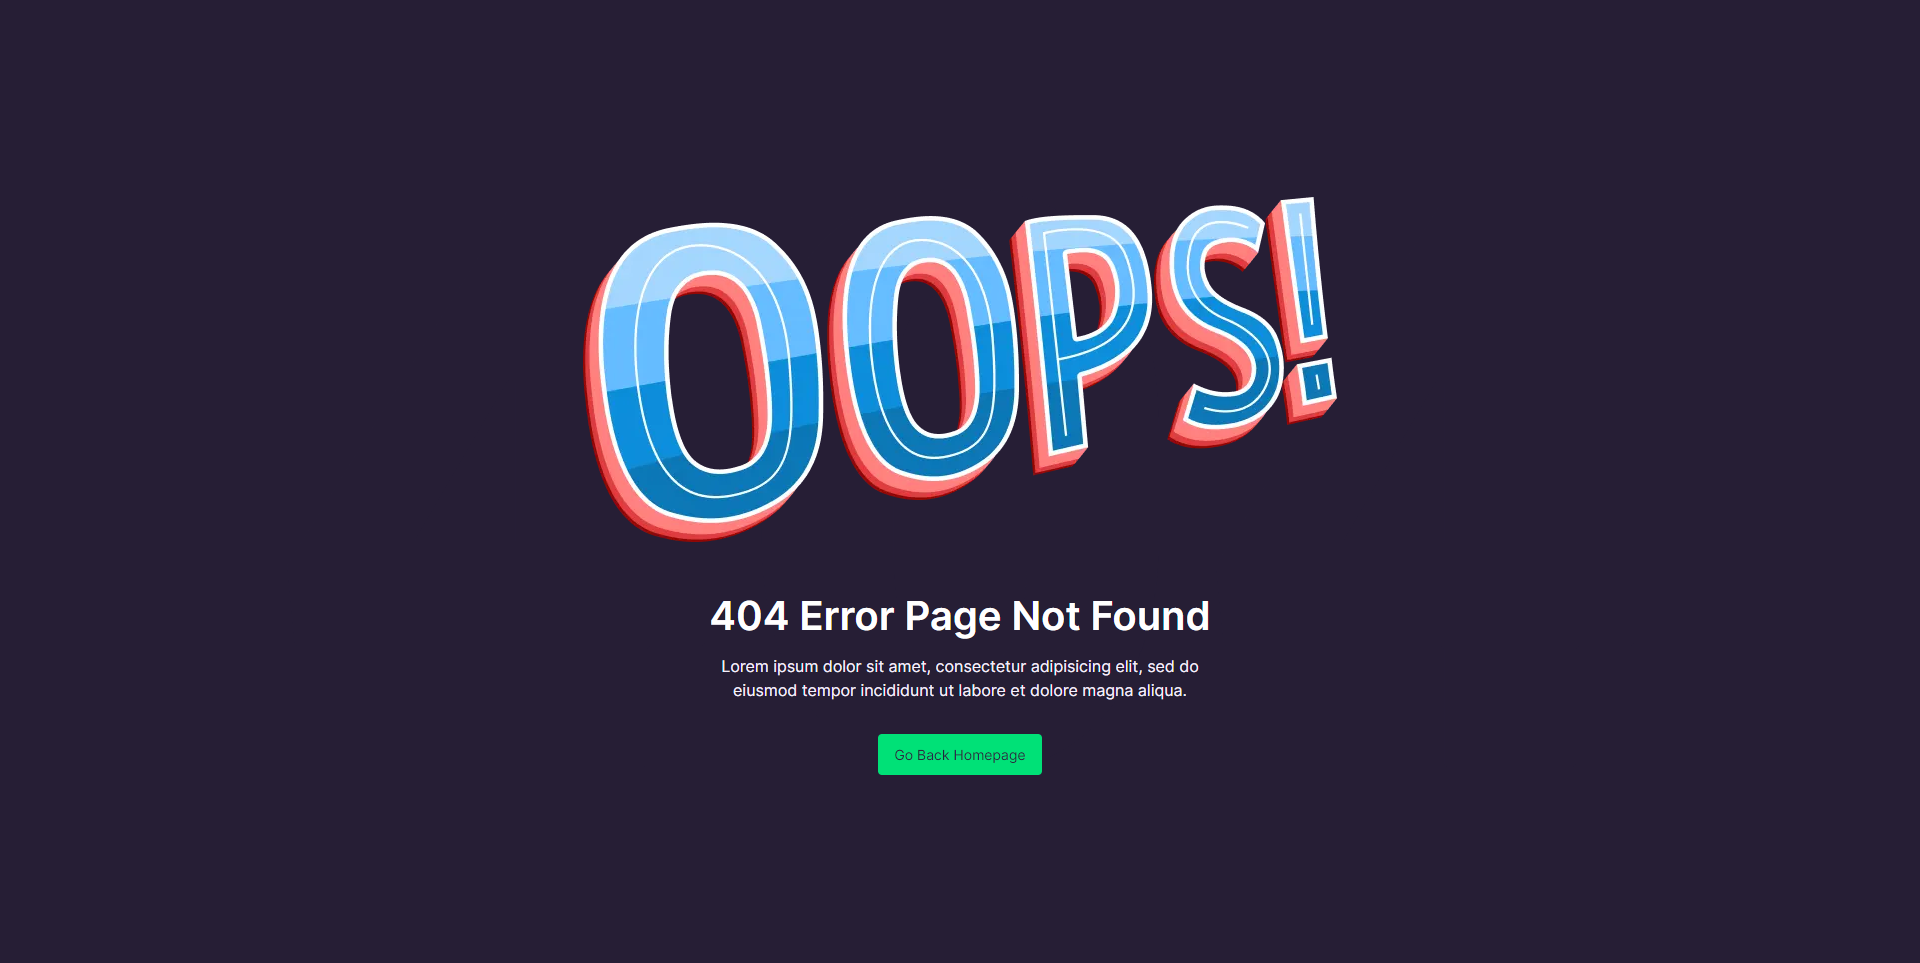 OOPS!
404 Error Page Not Found
Lorem ipsum dolor sit amet, consectetur adipisicing elit, sed do
eiusmod tempor incididunt ut labore et dolore magna aliqua.
Go Back Homepage